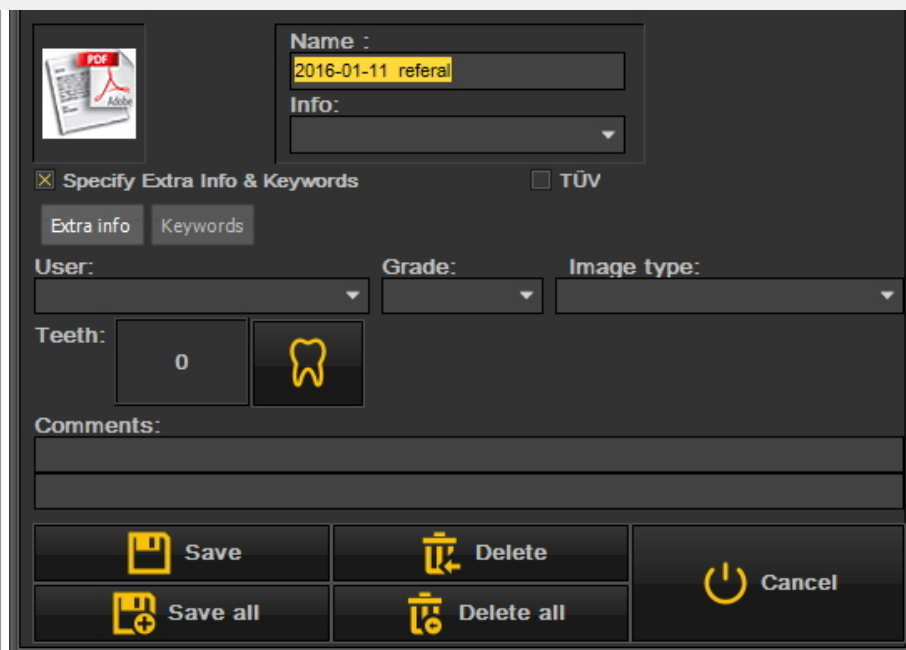 PDF
Adobe
Name :
2016-01-11 referal
Info:
Specify Extra Info & Keywords
TÜV
Extra info
Keywords
User:
Grade:
Image type:
Teeth:
0
Comments:
Save
Delete
Cancel
Save all
Delete all